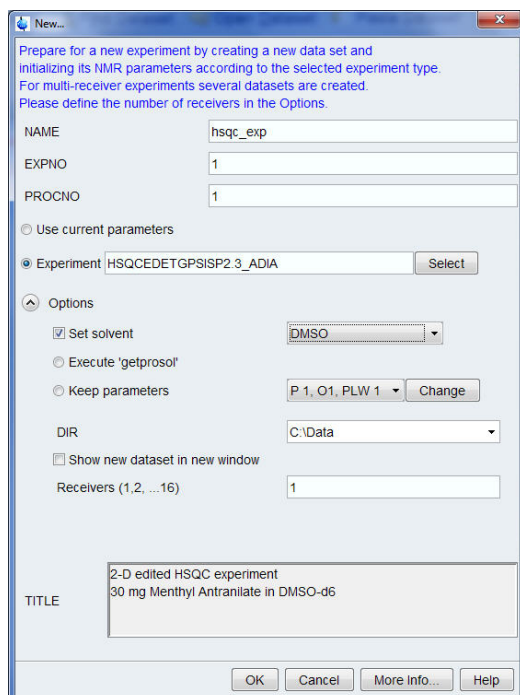 New...
Prepare for a new experiment by creating a new data set and
initializing its NMR parameters according to the selected experiment type.
For multi-receiver experiments several datasets are created.
Please define the number of receivers in the Options.
NAME hsqc_exp
EXPNO 1
PROCNO 1
Use current parameters
Experiment HSQCEDETGPSISP2.3_ADIA Select
Options
Set solvent DMSO
Execute 'getprosol'
Keep parameters P 1, O1, PLW 1 Change
DIR C:\Data
Show new dataset in new window
Receivers (1,2, ...16) 1
2-D edited HSQC experiment
30 mg Menthyl Antranilate in DMSO-d6
TITLE
OK Cancel More Info... Help